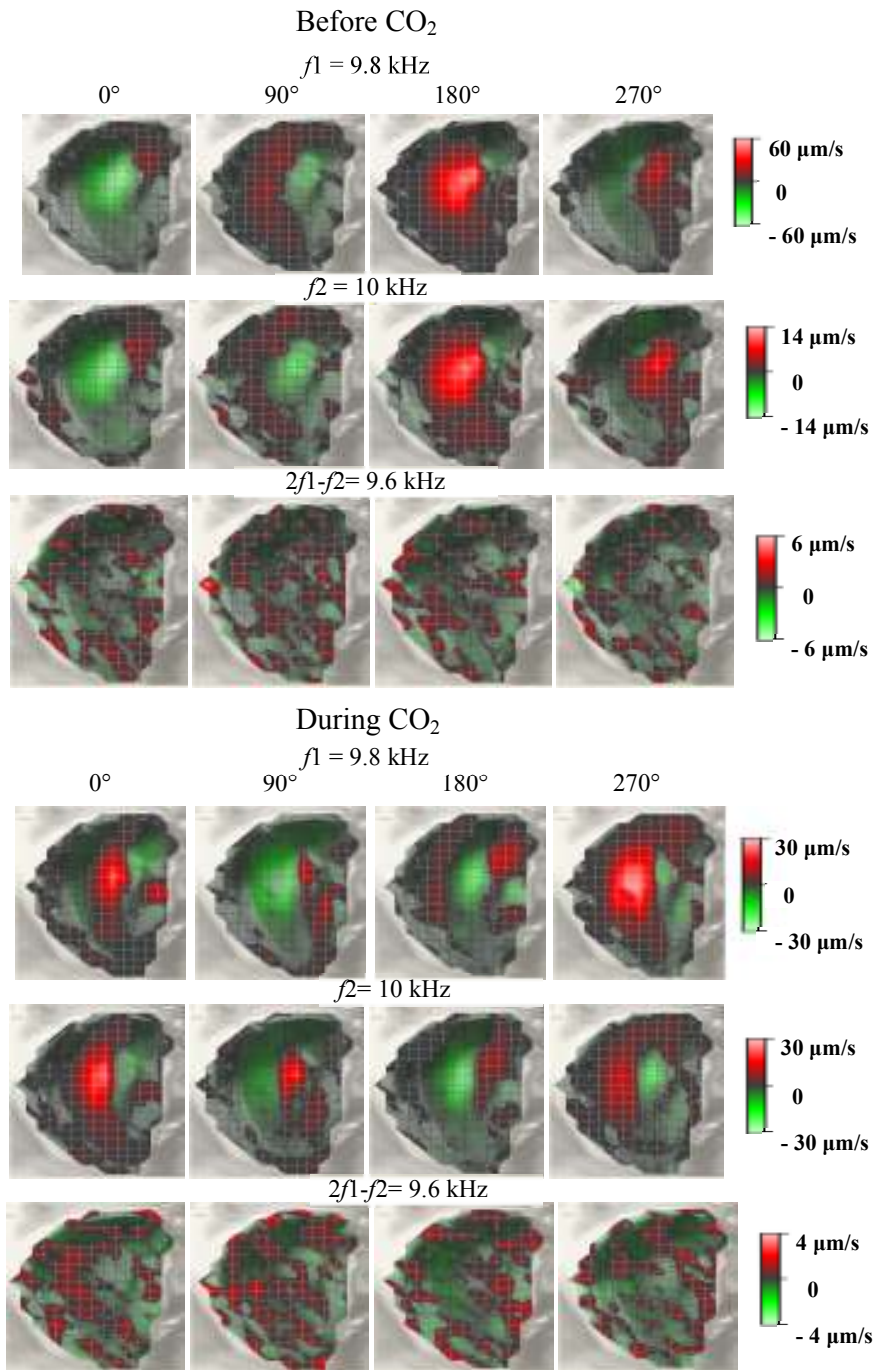 Before CO₂
f1 = 9.8 kHz
0° 90° 180° 270°
60 μm/s
0
- 60 μm/s
f2 = 10 kHz
14 μm/s
0
- 14 μm/s
2f1-f2= 9.6 kHz
6 μm/s
0
- 6 μm/s
During CO₂
f1 = 9.8 kHz
0° 90° 180° 270°
30 μm/s
0
- 30 μm/s
f2= 10 kHz
30 μm/s
0
- 30 μm/s
2f1-f2= 9.6 kHz
4 μm/s
0
- 4 μm/s